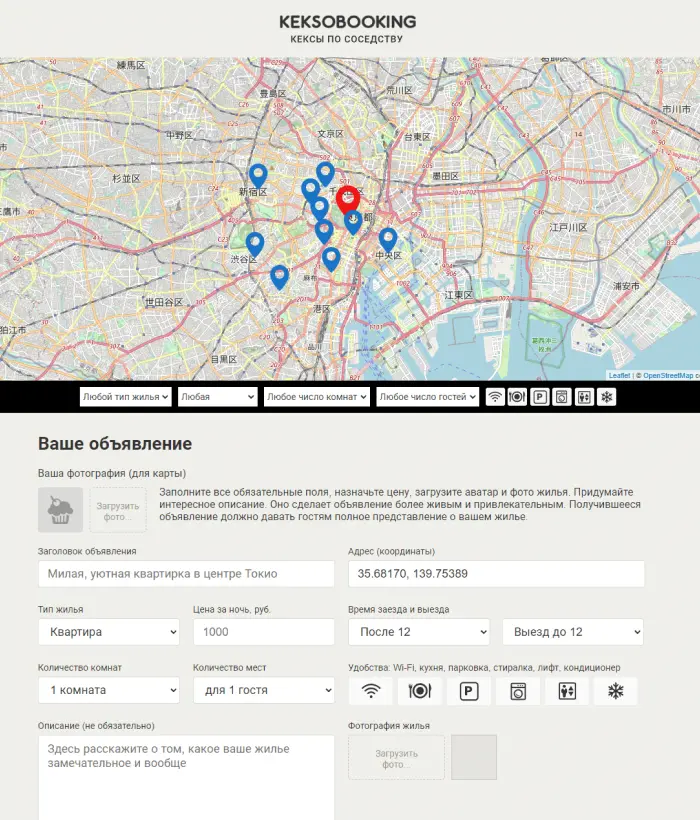 KEKSOBOOKING
КЕКСЫ ПО СОСЕДСТВУ
練馬区
豊島区
荒川区
市川市
中野区
文京区
台東区
杉並区
墨田区
新宿区
江戸川区
渋谷区
中央区
麻布
浦安市
世田谷区
江東区
港区
品川
目黒区
Leaflet | © OpenStreetMap c
Любой тип жилья
Любая
Любое число комнат
Любое число гостей
Ваше объявление
Ваша фотография (для карты)
Загрузить фото...
Заполните все обязательные поля, назначьте цену, загрузите аватар и фото жилья. Придумайте
интересное описание. Оно сделает объявление более живым и привлекательным. Получившееся
объявление должно давать гостям полное представление о вашем жилье.
Заголовок объявления
Адрес (координаты)
Милая, уютная квартирка в центре Токио
35.68170, 139.75389
Тип жилья
Цена за ночь, руб.
Время заезда и выезда
Квартира
1000
После 12
Выезд до 12
Количество комнат
Количество мест
Удобства: Wi-Fi, кухня, парковка, стиралка, лифт, кондиционер
1 комната
для 1 гостя
Описание (не обязательно)
Фотография жилья
Здесь расскажите о том, какое ваше жилье
замечательное и вообще
Загрузить
фото...